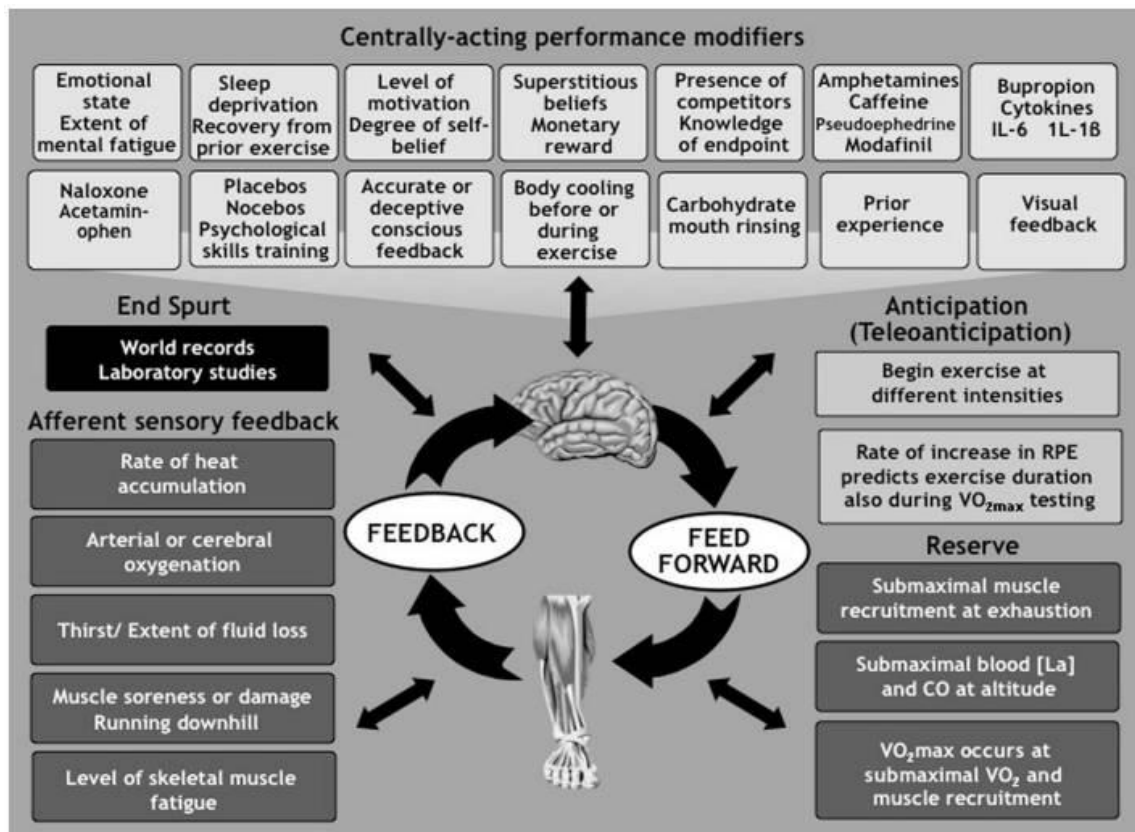 Centrally-acting performance modifiers
Emotional
state
Extent of
mental fatigue
Sleep
deprivation
Recovery from
prior exercise
Level of
motivation
Degree of self-
belief
Superstitious
beliefs
Monetary
reward
Presence of
competitors
Knowledge
of endpoint
Amphetamines
Caffeine
Pseudoephedrine
Modafinil
Bupropion
Cytokines
IL-6 1L-1B
Naloxone
Acetamin-
ophen
Placebos
Nocebos
Psychological
skills training
Accurate or
deceptive
conscious
feedback
Body cooling
before or
during
exercise
Carbohydrate
mouth rinsing
Prior
experience
Visual
feedback
End Spurt
World records
Laboratory studies
Afferent sensory feedback
Rate of heat
accumulation
Arterial or cerebral
oxygenation
Thirst/ Extent of fluid loss
Muscle soreness or damage
Running downhill
Level of skeletal muscle
fatigue
FEEDBACK
FEED
FORWARD
Anticipation
(Teleoanticipation)
Begin exercise at
different intensities
Rate of increase in RPE
predicts exercise duration
also during VO2max testing
Reserve
Submaximal muscle
recruitment at exhaustion
Submaximal blood [La]
and CO at altitude
VO2max occurs at
submaximal VO2 and
muscle recruitment